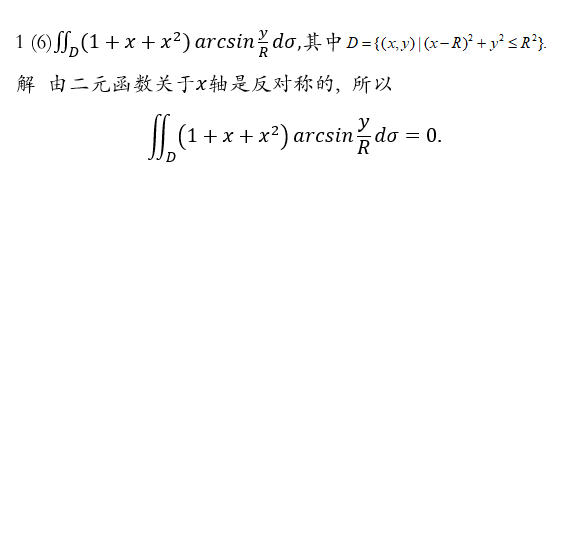 1 (6)∬_D(1 + x + x²) arcsin y/R dσ,其中 D={(x,y)|(x−R)²+y²≤R²}.
解 由二元函数关于x轴是反对称的, 所以
∬_D (1 + x + x²) arcsin y/R dσ = 0.